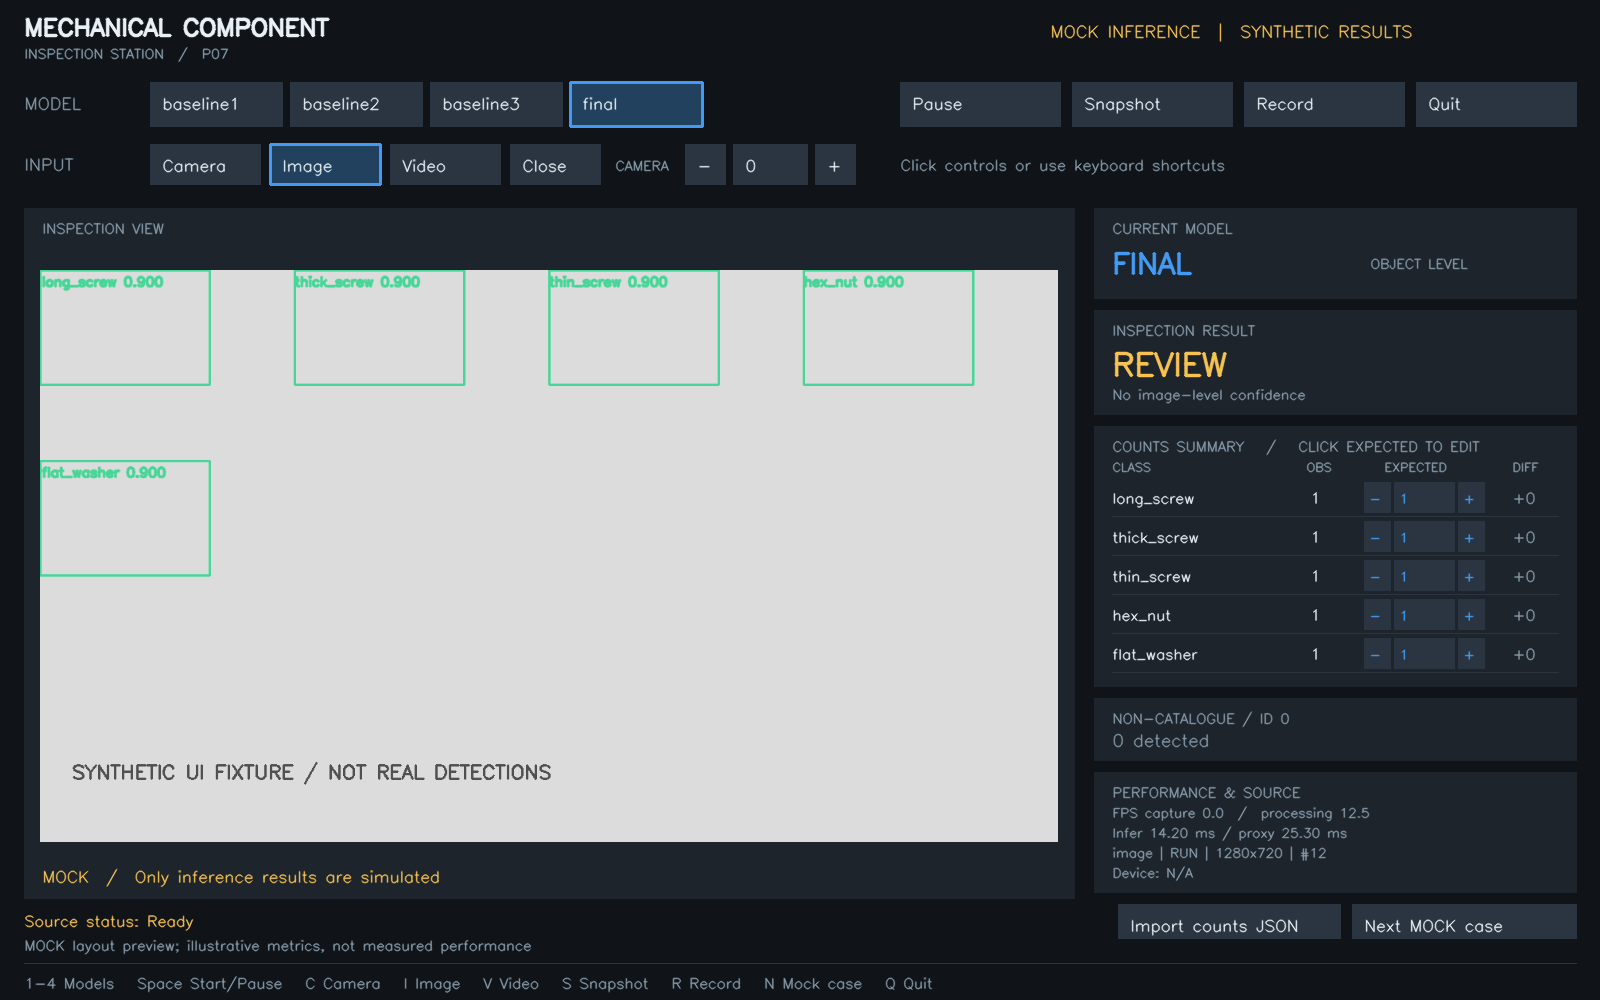 MECHANICAL COMPONENT
INSPECTION STATION / P07
MOCK INFERENCE | SYNTHETIC RESULTS
MODEL baseline1 baseline2 baseline3 final Pause Snapshot Record Quit
INPUT Camera Image Video Close CAMERA − 0 + Click controls or use keyboard shortcuts
INSPECTION VIEW
long_screw 0.900 thick_screw 0.900 thin_screw 0.900 hex_nut 0.900
flat_washer 0.900
SYNTHETIC UI FIXTURE / NOT REAL DETECTIONS
MOCK / Only inference results are simulated
CURRENT MODEL
FINAL OBJECT LEVEL
INSPECTION RESULT
REVIEW
No image-level confidence
COUNTS SUMMARY / CLICK EXPECTED TO EDIT
CLASS OBS EXPECTED DIFF
long_screw 1 − 1 + +0
thick_screw 1 − 1 + +0
thin_screw 1 − 1 + +0
hex_nut 1 − 1 + +0
flat_washer 1 − 1 + +0
NON-CATALOGUE / ID 0
0 detected
PERFORMANCE & SOURCE
FPS capture 0.0 / processing 12.5
Infer 14.20 ms / proxy 25.30 ms
image | RUN | 1280x720 | #12
Device: N/A
Import counts JSON Next MOCK case
Source status: Ready
MOCK layout preview; illustrative metrics, not measured performance
1-4 Models Space Start/Pause C Camera I Image V Video S Snapshot R Record N Mock case Q Quit